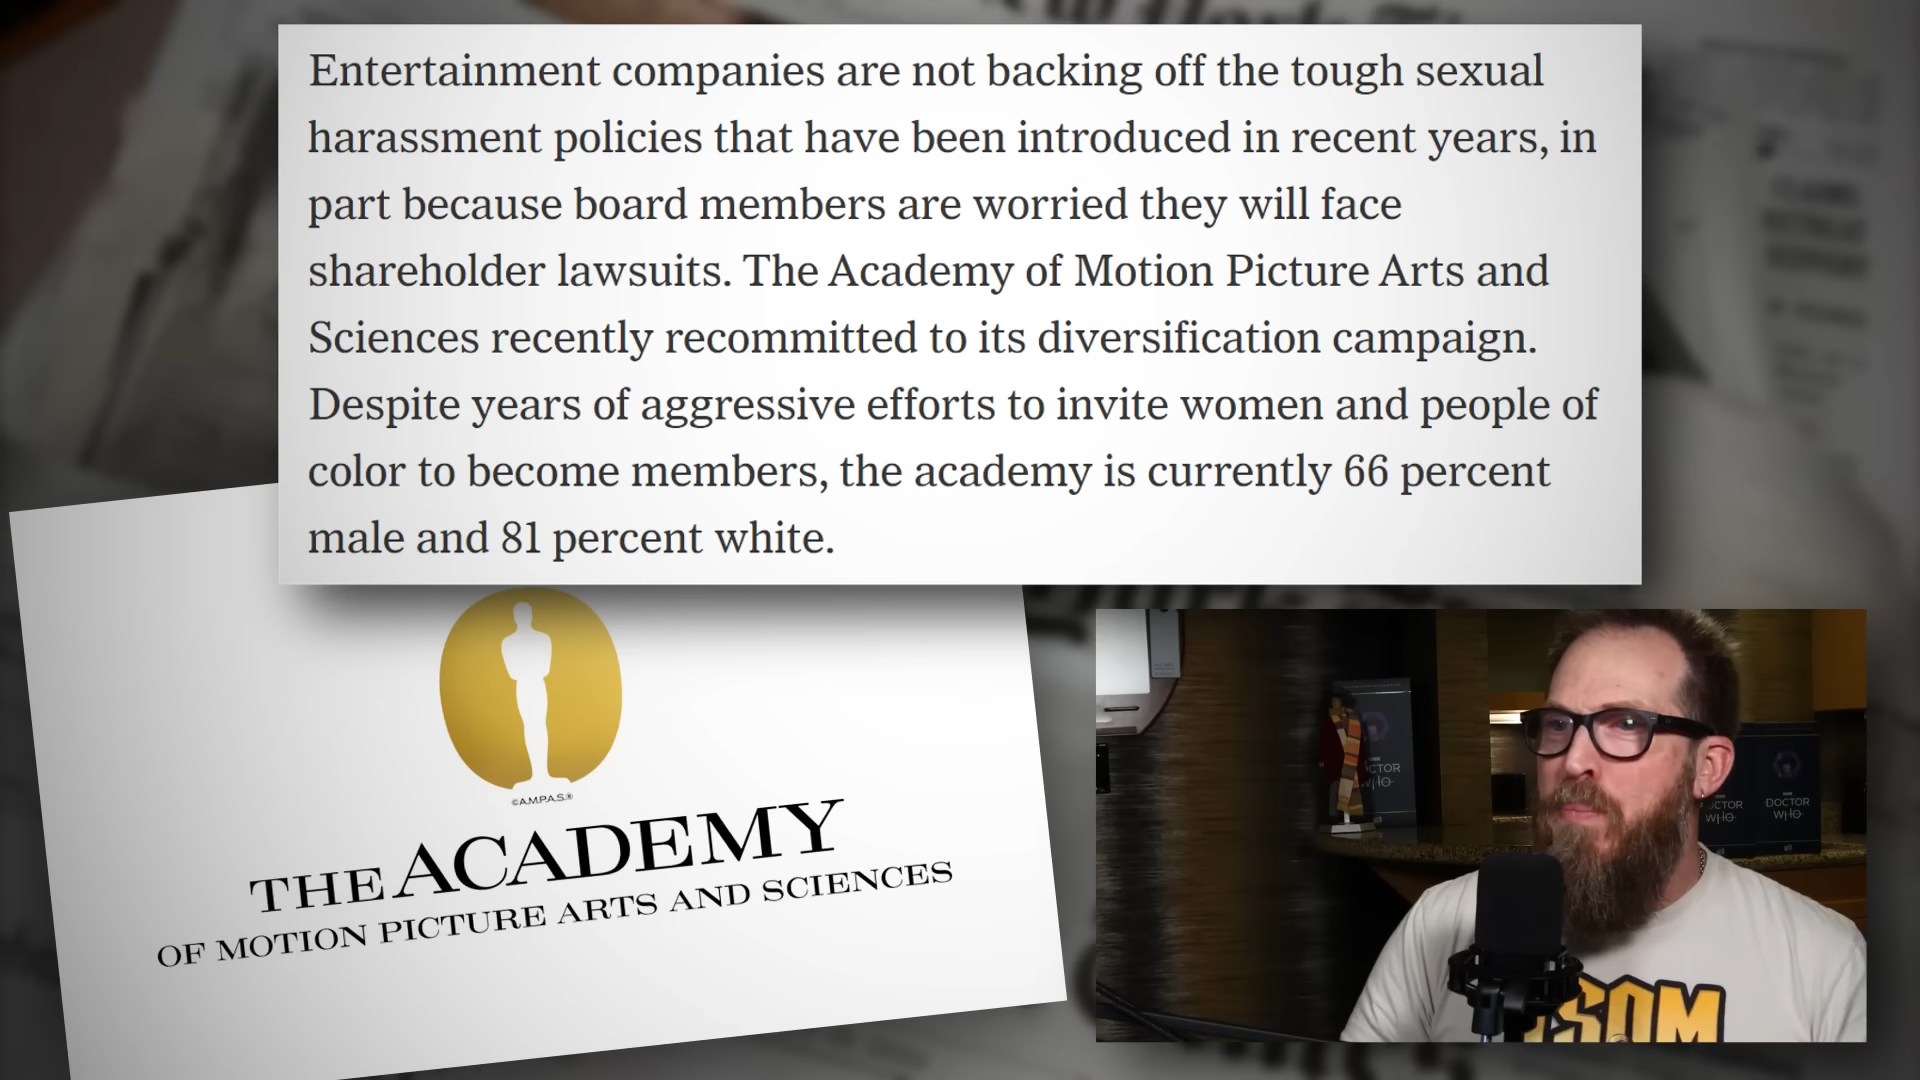 Entertainment companies are not backing off the tough sexual
harassment policies that have been introduced in recent years, in
part because board members are worried they will face
shareholder lawsuits. The Academy of Motion Picture Arts and
Sciences recently recommitted to its diversification campaign.
Despite years of aggressive efforts to invite women and people of
color to become members, the academy is currently 66 percent
male and 81 percent white.
©A.M.P.A.S.®
THE ACADEMY
OF MOTION PICTURE ARTS AND SCIENCES
DOCTOR
WHO